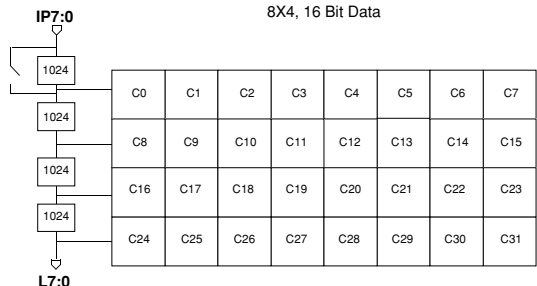 8X4, 16 Bit Data
IP7:0
1024
C0 C1 C2 C3 C4 C5 C6 C7
1024
C8 C9 C10 C11 C12 C13 C14 C15
1024
C16 C17 C18 C19 C20 C21 C22 C23
1024
C24 C25 C26 C27 C28 C29 C30 C31
L7:0